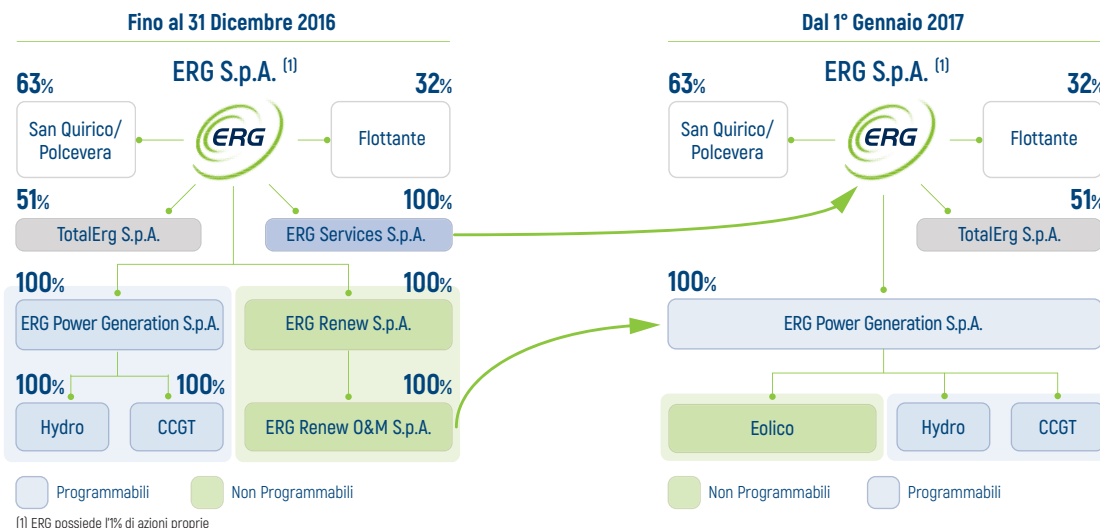 Fino al 31 Dicembre 2016
ERG S.p.A. (1)
63%
32%
San Quirico/
Polcevera
ERG
Flottante
51%
100%
TotalErg S.p.A.
ERG Services S.p.A.
100%
100%
ERG Power Generation S.p.A.
ERG Renew S.p.A.
100%
100%
100%
Hydro
CCGT
ERG Renew O&M S.p.A.
Programmabili
Non Programmabili
(1) ERG possiede l'1% di azioni proprie
Dal 1° Gennaio 2017
ERG S.p.A. (1)
63%
32%
San Quirico/
Polcevera
ERG
Flottante
51%
TotalErg S.p.A.
100%
ERG Power Generation S.p.A.
Eolico
Hydro
CCGT
Non Programmabili
Programmabili